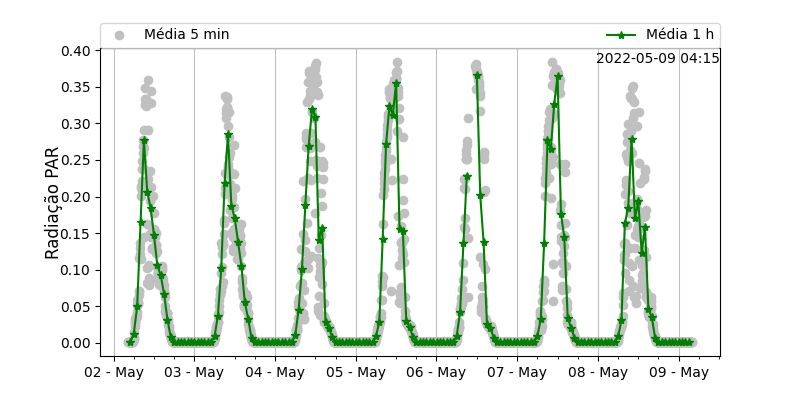 Média 5 min
Média 1 h
2022-05-09 04:15
Radiação PAR
0.40
0.35
0.30
0.25
0.20
0.15
0.10
0.05
0.00
02 - May
03 - May
04 - May
05 - May
06 - May
07 - May
08 - May
09 - May